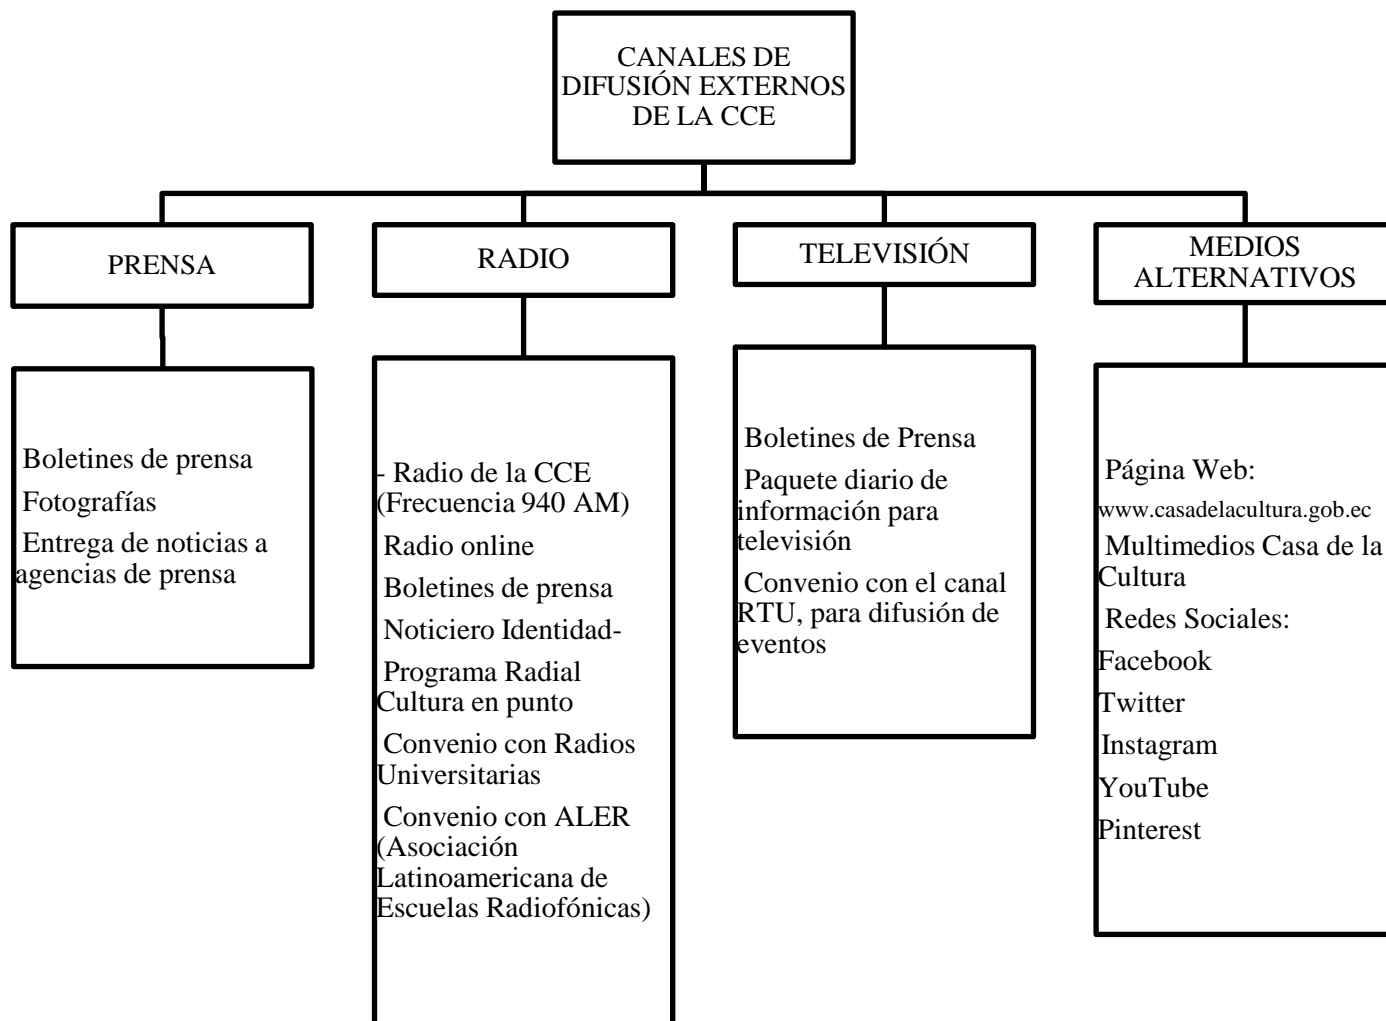 CANALES DE
DIFUSIÓN EXTERNOS
DE LA CCE
PRENSA
RADIO
TELEVISIÓN
MEDIOS
ALTERNATIVOS
Boletines de prensa
Fotografías
Entrega de noticias a
agencias de prensa
- Radio de la CCE
(Frecuencia 940 AM)
Radio online
Boletines de prensa
Noticiero Identidad-
Programa Radial
Cultura en punto
Convenio con Radios
Universitarias
Convenio con ALER
(Asociación
Latinoamericana de
Escuelas Radiofónicas)
Boletines de Prensa
Paquete diario de
información para
televisión
Convenio con el canal
RTU, para difusión de
eventos
Página Web:
www.casadelacultura.gob.ec
Multimedios Casa de la
Cultura
Redes Sociales:
Facebook
Twitter
Instagram
YouTube
Pinterest